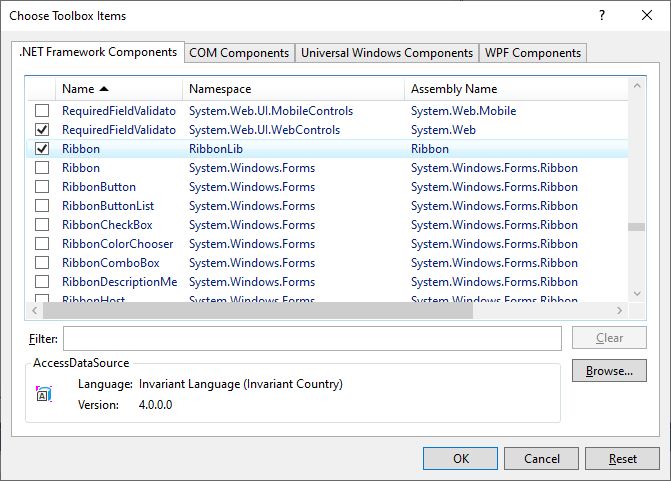 Choose Toolbox Items
.NET Framework Components COM Components Universal Windows Components WPF Components
Name Namespace Assembly Name
RequiredFieldValidato System.Web.UI.MobileControls System.Web.Mobile
RequiredFieldValidato System.Web.UI.WebControls System.Web
Ribbon RibbonLib Ribbon
Ribbon System.Windows.Forms System.Windows.Forms.Ribbon
RibbonButton System.Windows.Forms System.Windows.Forms.Ribbon
RibbonButtonList System.Windows.Forms System.Windows.Forms.Ribbon
RibbonCheckBox System.Windows.Forms System.Windows.Forms.Ribbon
RibbonColorChooser System.Windows.Forms System.Windows.Forms.Ribbon
RibbonComboBox System.Windows.Forms System.Windows.Forms.Ribbon
RibbonDescriptionMe System.Windows.Forms System.Windows.Forms.Ribbon
RibbonHost System.Windows.Forms System.Windows.Forms.Ribbon
Filter: Clear
AccessDataSource
Browse...
Language: Invariant Language (Invariant Country)
Version: 4.0.0.0
OK Cancel Reset